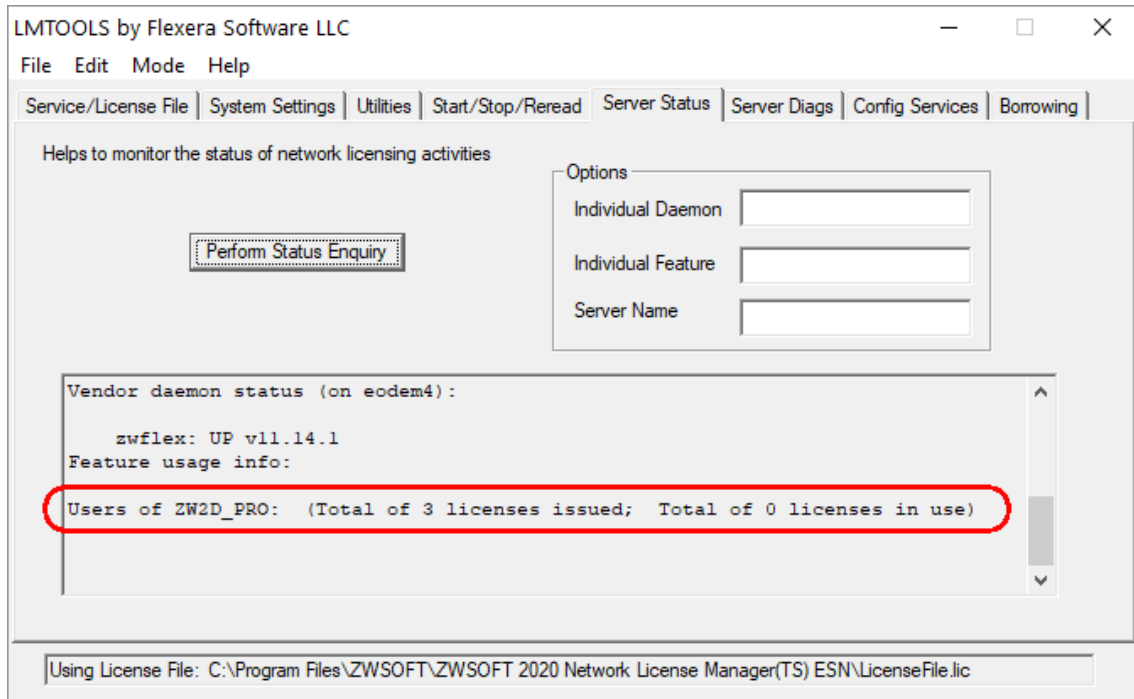 LMTOOLS by Flexera Software LLC
File Edit Mode Help
Service/License File System Settings Utilities Start/Stop/Reread Server Status Server Diags Config Services Borrowing
Helps to monitor the status of network licensing activities
Options
Individual Daemon
Perform Status Enquiry
Individual Feature
Server Name
Vendor daemon status (on eodem4):
zwflex: UP v11.14.1
Feature usage info:
Users of ZW2D_PRO: (Total of 3 licenses issued; Total of 0 licenses in use)
Using License File: C:\Program Files\ZWSOFT\ZWSOFT 2020 Network License Manager(TS) ESN\LicenseFile.lic